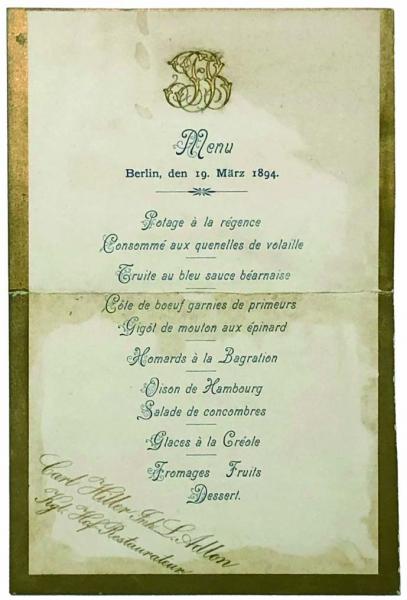 Menu
Berlin, den 19. März 1894.
Potage à la régence
Consommé aux quenelles de volaille
Truite au bleu sauce béarnaise
Côte de boeuf garnies de primeurs
Gigôt de mouton aux épinard
Homards à la Bagration
Oison de Hambourg
Salade de concombres
Glaces à la Créole
Fromages Fruits
Dessert.
Carl Hiller Inh. L. Adlon
Kgl. Hof-Restaurateur